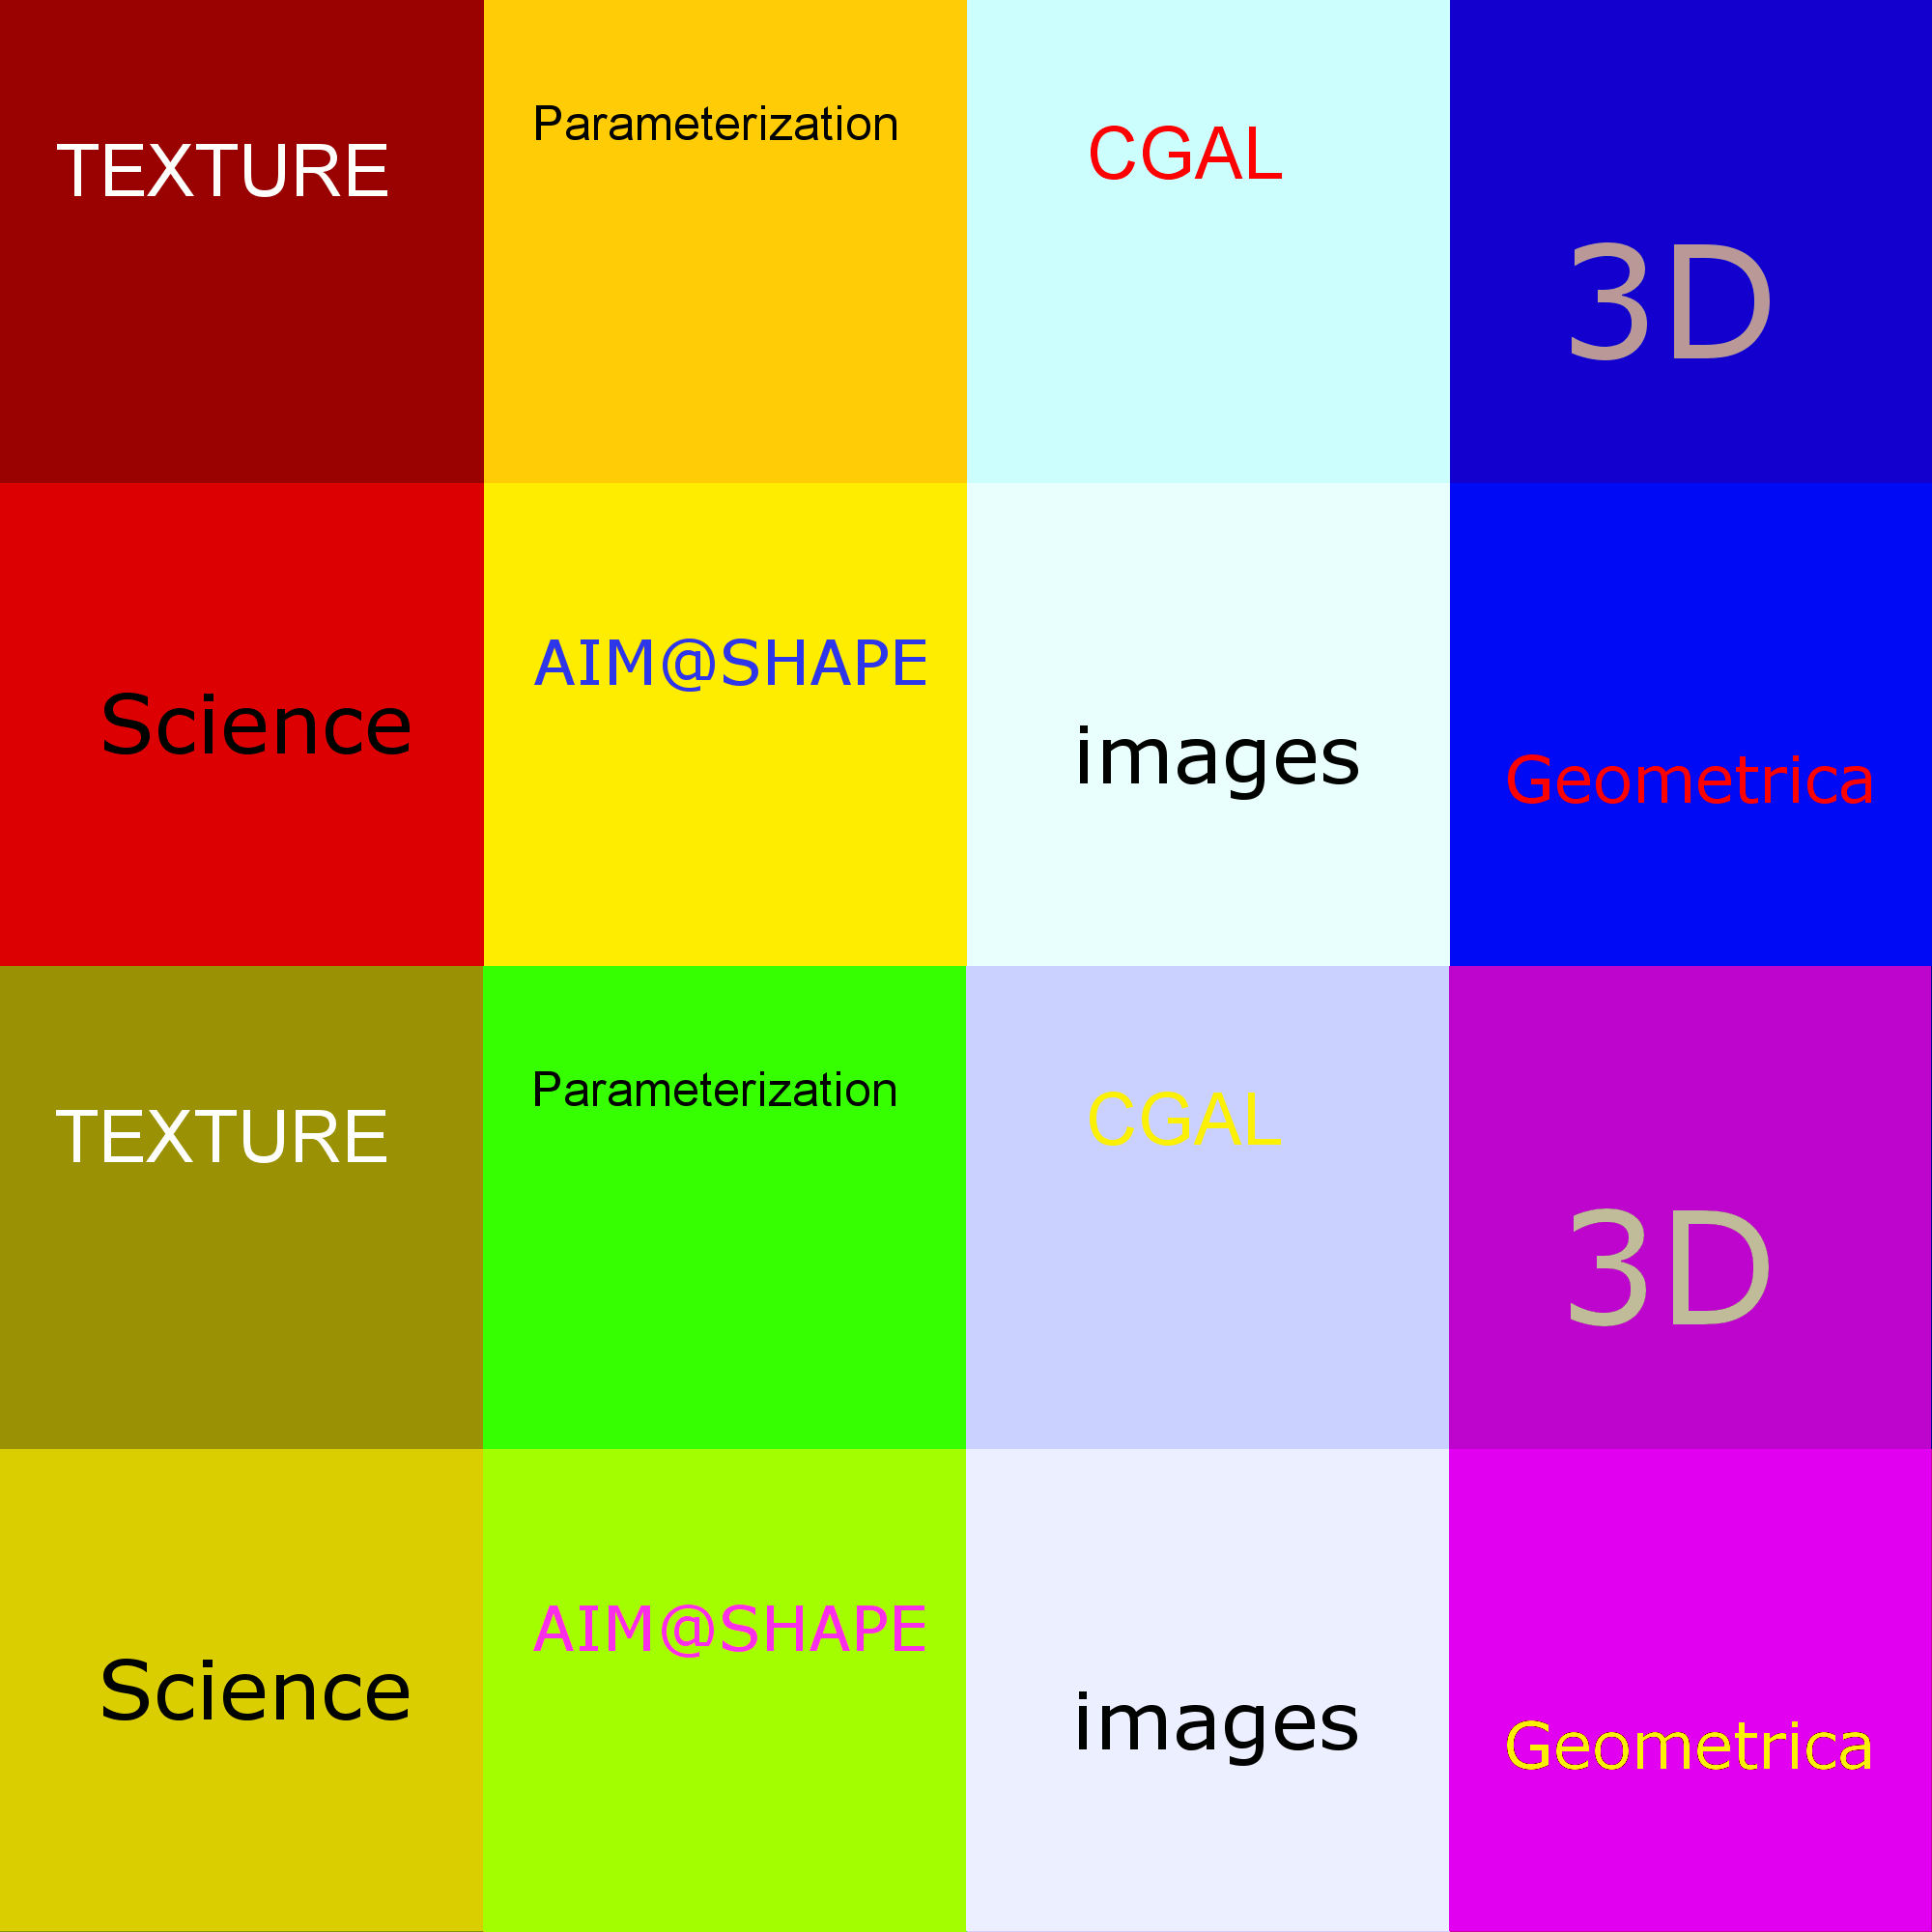 TEXTURE
Parameterization
CGAL
3D
Science
AIM@SHAPE
images
Geometrica
TEXTURE
Parameterization
CGAL
3D
Science
AIM@SHAPE
images
Geometrica